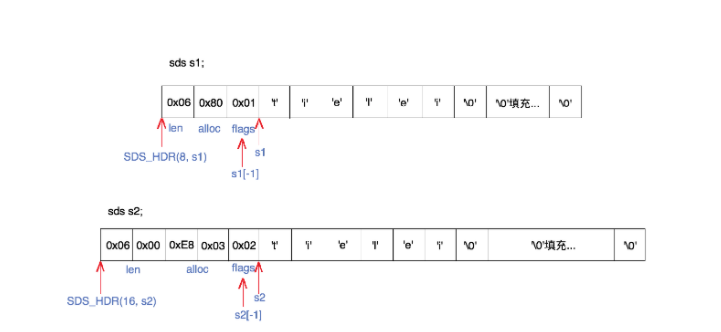 sds s1;
0x06 0x80 0x01 't' 'i' 'e' 'l' 'e' 'i' '\0' '\0'填充... '\0'
len alloc flags
SDS_HDR(8, s1) s1
s1[-1]
sds s2;
0x06 0x00 0xE8 0x03 0x02 't' 'i' 'e' 'l' 'e' 'i' '\0' '\0'填充... '\0'
len alloc flags
SDS_HDR(16, s2) s2
s2[-1]